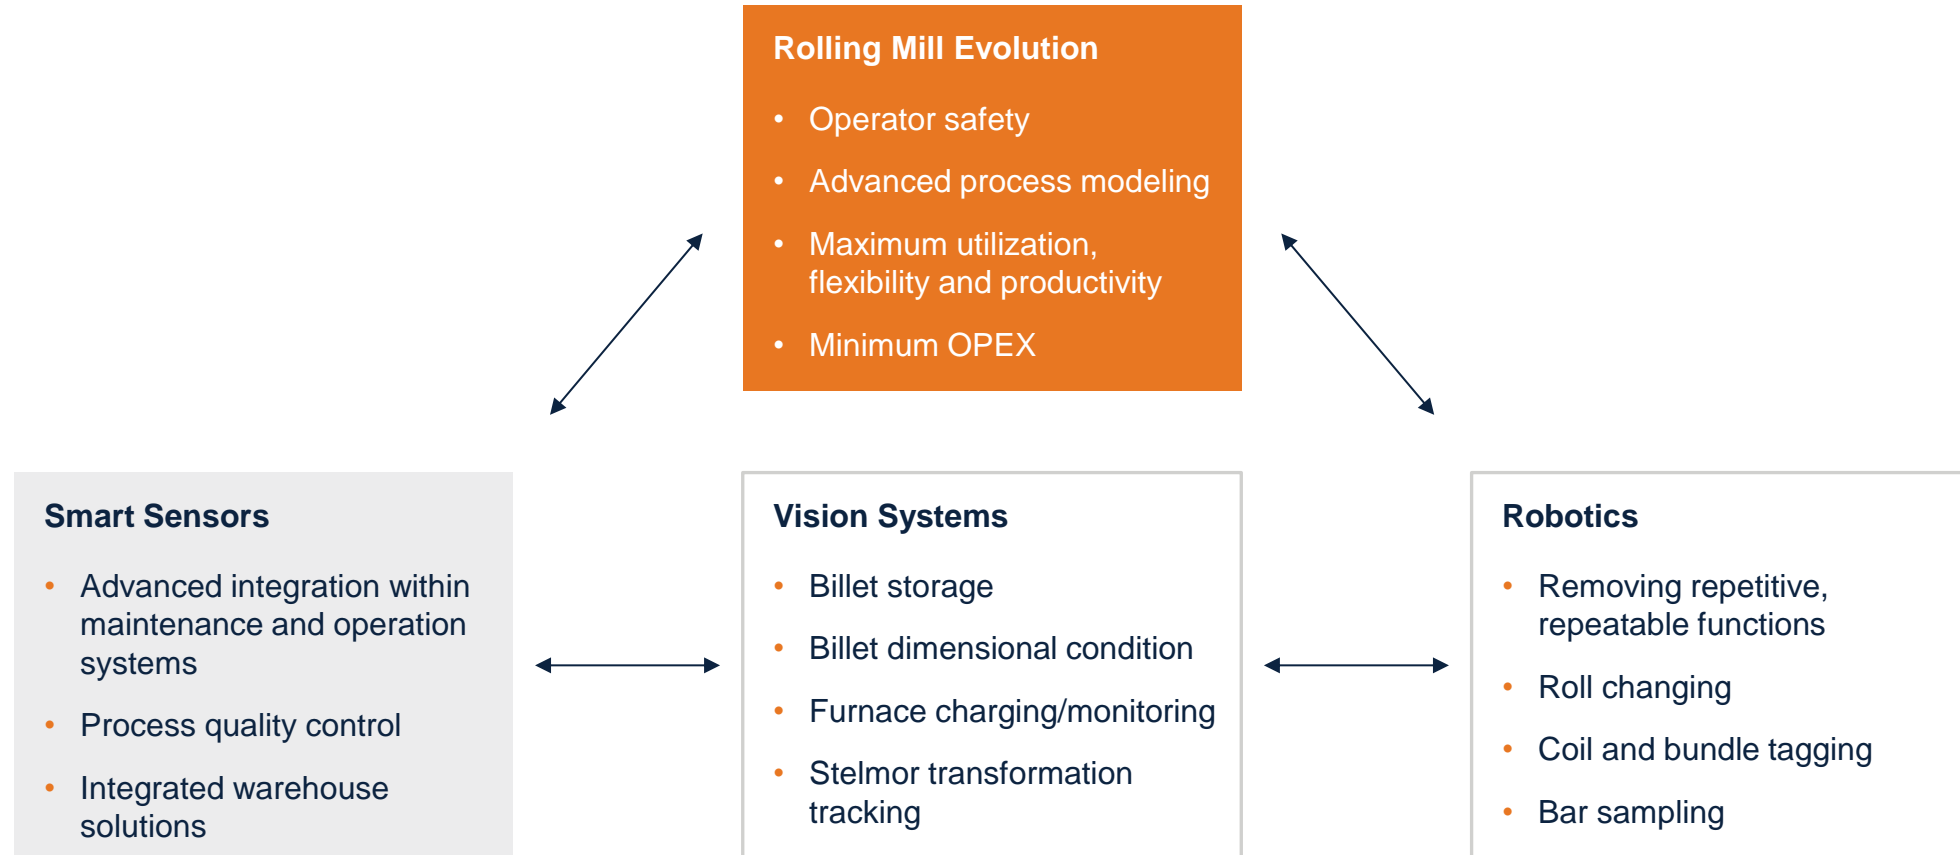 Rolling Mill Evolution
• Operator safety
• Advanced process modeling
• Maximum utilization,
flexibility and productivity
• Minimum OPEX
Smart Sensors
• Advanced integration within
maintenance and operation
systems
• Process quality control
• Integrated warehouse
solutions
Vision Systems
• Billet storage
• Billet dimensional condition
• Furnace charging/monitoring
• Stelmor transformation
tracking
Robotics
• Removing repetitive,
repeatable functions
• Roll changing
• Coil and bundle tagging
• Bar sampling